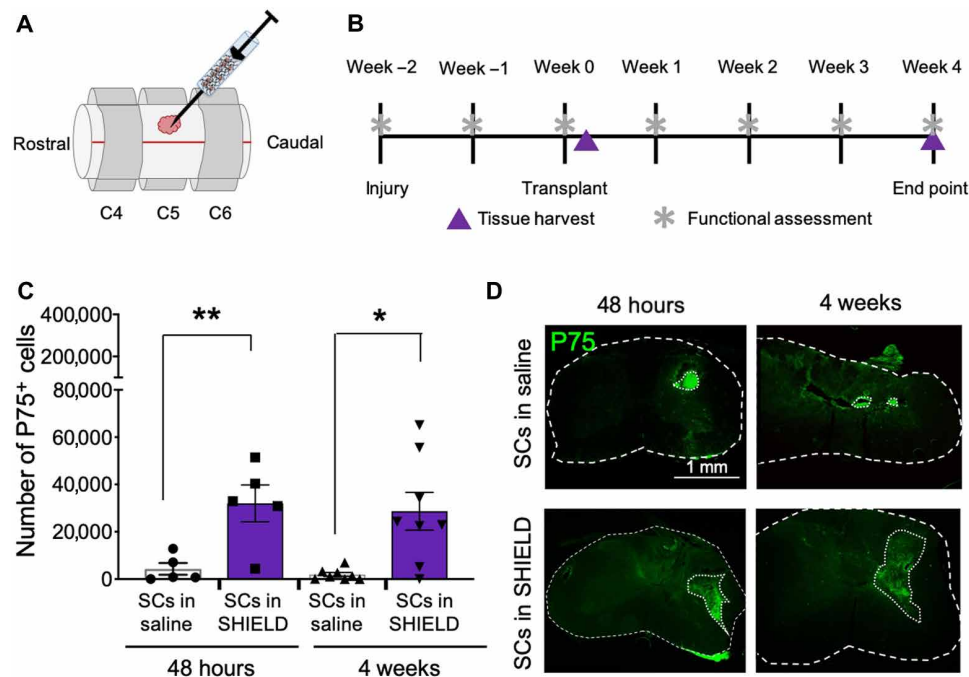 A
Rostral
Caudal
C4 C5 C6
B
Week –2 Week –1 Week 0 Week 1 Week 2 Week 3 Week 4
Injury Transplant End point
Tissue harvest Functional assessment
C
Number of P75+ cells
400,000
200,000
80,000
60,000
40,000
20,000
0
**
*
SCs in saline
SCs in SHIELD
SCs in saline
SCs in SHIELD
48 hours
4 weeks
D
48 hours 4 weeks
SCs in saline
P75
1 mm
SCs in SHIELD